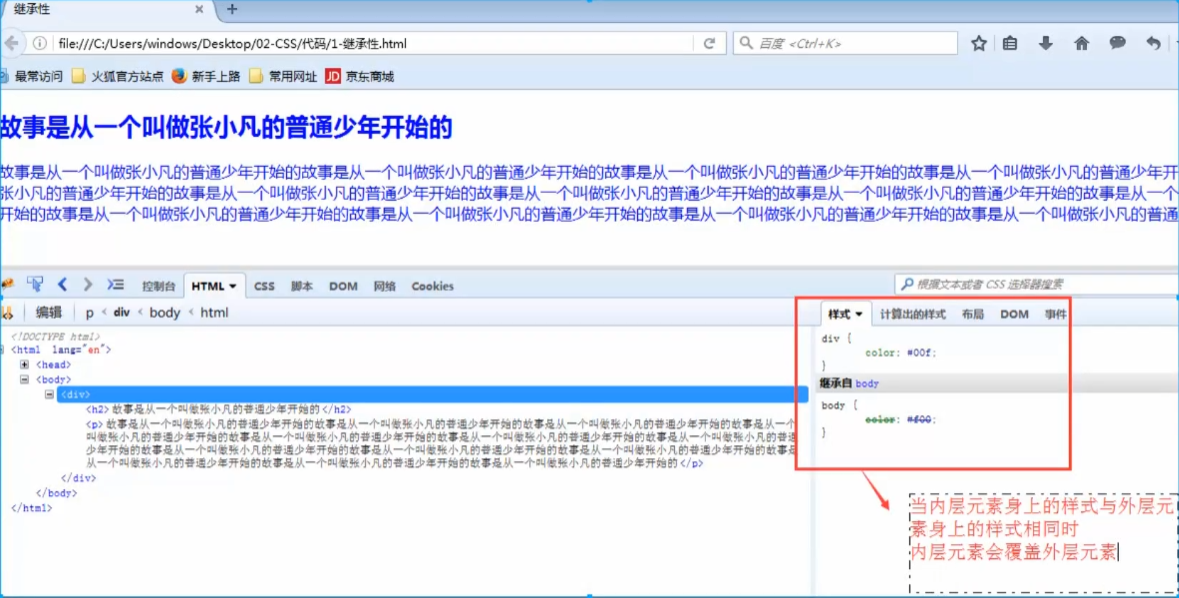 继承性
file:///C:/Users/windows/Desktop/02-CSS/代码/1-继承性.html
百度 <Ctrl+K>
最常访问 火狐官方站点 新手上路 常用网址 JD 京东商城
故事是从一个叫做张小凡的普通少年开始的
故事是从一个叫做张小凡的普通少年开始的故事是从一个叫做张小凡的普通少年开始的故事是从一个叫做张小凡的普通少年开始的故事是从一个叫做张小凡的普通少年开
张小凡的普通少年开始的故事是从一个叫做张小凡的普通少年开始的故事是从一个叫做张小凡的普通少年开始的故事是从一个叫做张小凡的普通少年开始的故事是从一个
开始的故事是从一个叫做张小凡的普通少年开始的故事是从一个叫做张小凡的普通少年开始的故事是从一个叫做张小凡的普通少年开始的故事是从一个叫做张小凡的普通
控制台 HTML CSS 脚本 DOM 网络 Cookies
根据文本或者 CSS 选择器搜索
编辑 p < div < body < html
样式 计算出的样式 布局 DOM 事件
<!DOCTYPE html>
<html lang="en">
<head>
<body>
<div>
<h2> 故事是从一个叫做张小凡的普通少年开始的</h2>
<p> 故事是从一个叫做张小凡的普通少年开始的故事是从一个叫做张小凡的普通少年开始的故事是从一个叫做张小凡的普通少年开始的故事是从一个
叫做张小凡的普通少年开始的故事是从一个叫做张小凡的普通少年开始的故事是从一个叫做张小凡的普通少年开始的故事是从一个叫做张小凡的普通
少年开始的故事是从一个叫做张小凡的普通少年开始的故事是从一个叫做张小凡的普通少年开始的故事是从一个叫做张小凡的普通少年开始的故事是
从一个叫做张小凡的普通少年开始的故事是从一个叫做张小凡的普通少年开始的故事是从一个叫做张小凡的普通少年开始的</p>
</div>
</body>
</html>
div {
color: #00f;
}
继承自 body
body {
color: #f00;
}
当内层元素身上的样式与外层元
素身上的样式相同时
内层元素会覆盖外层元素